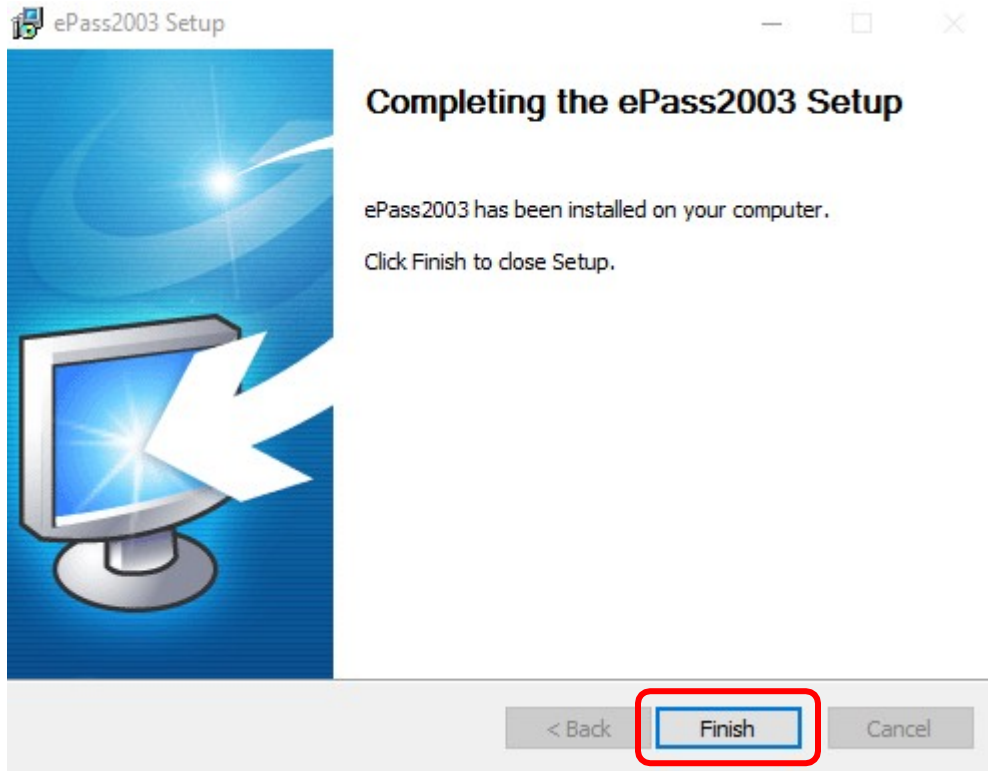 ePass2003 Setup
Completing the ePass2003 Setup
ePass2003 has been installed on your computer.
Click Finish to close Setup.
< Back Finish Cancel